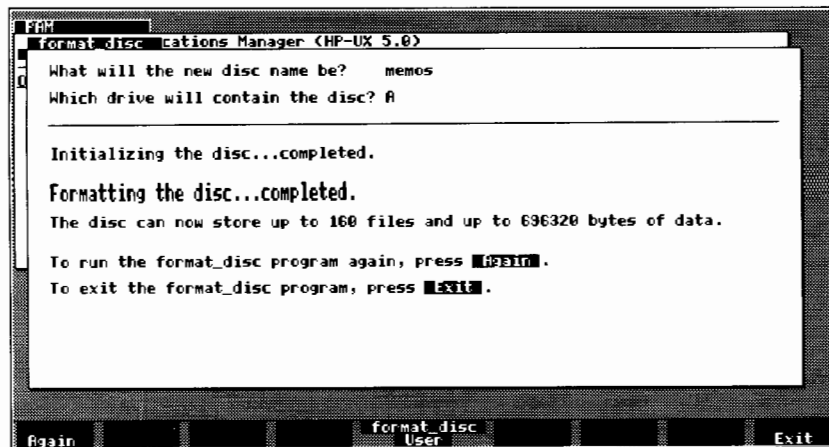 PAM
format_disc cations Manager (HP-UX 5.0)
What will the new disc name be? memos
Which drive will contain the disc? A
Initializing the disc...completed.
Formatting the disc...completed.
The disc can now store up to 160 files and up to 696320 bytes of data.
To run the format_disc program again, press Again.
To exit the format_disc program, press Exit.
format_disc
Again User Exit